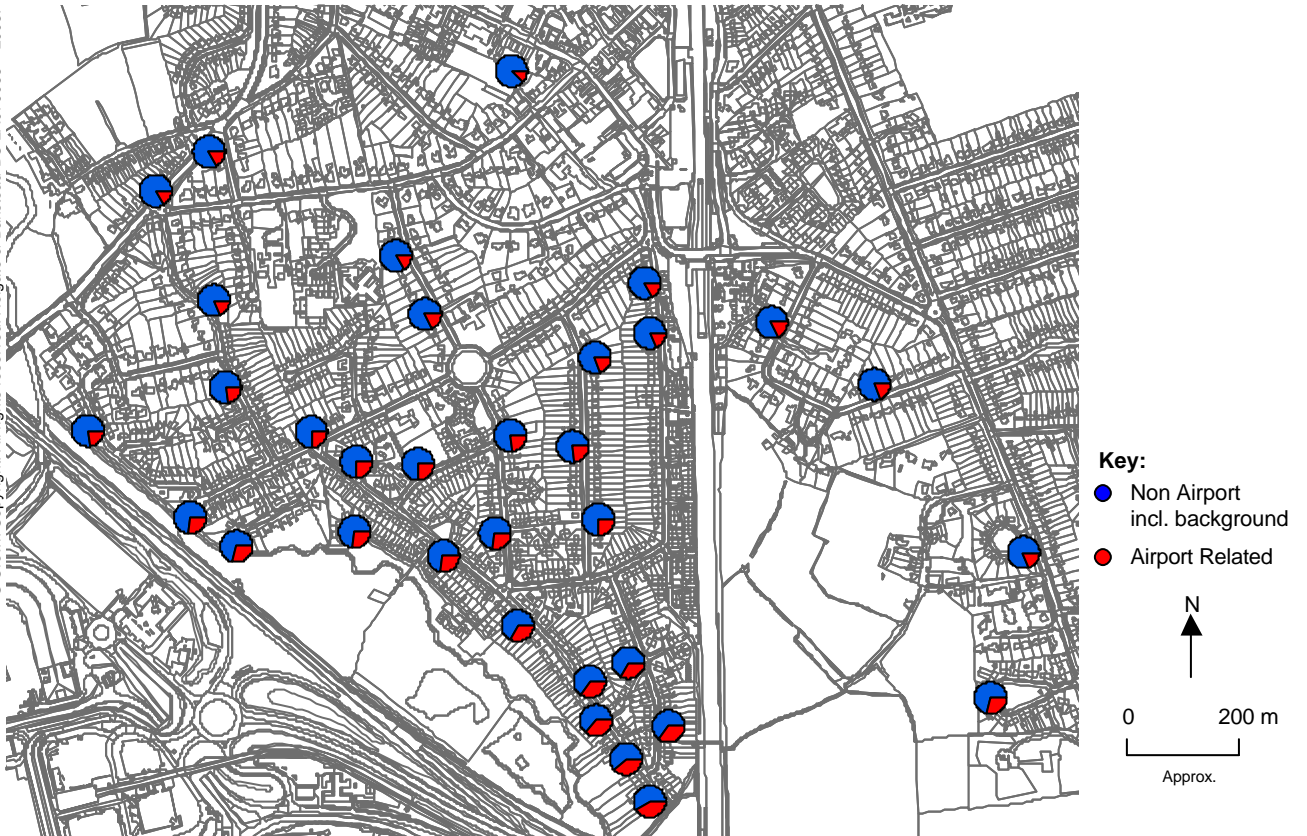 Key:
Non Airport
incl. background
Airport Related
N
0 200 m
Approx.